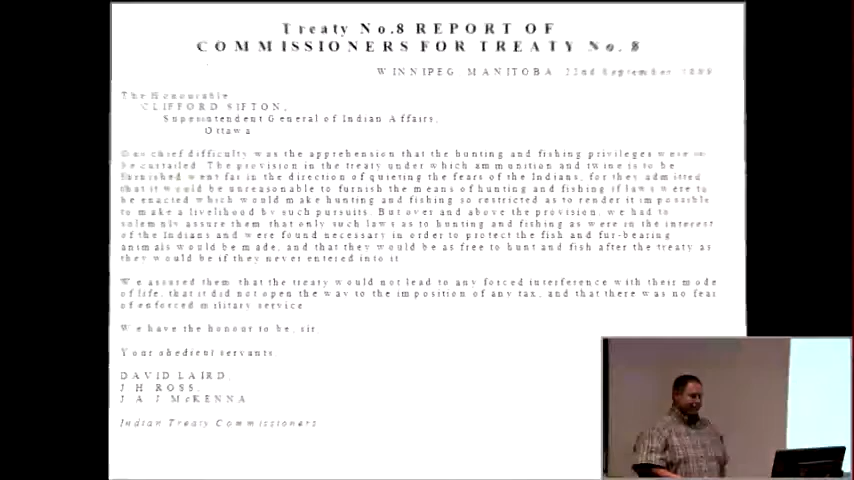 Treaty No.8 REPORT OF
COMMISSIONERS FOR TREATY No. 8
WINNIPEG MANITOBA 22nd September 1899
The Honourable
CLIFFORD SIFTON,
Superintendent General of Indian Affairs,
Ottawa
Our chief difficulty was the apprehension that the hunting and fishing privileges were to
be curtailed. The provision in the treaty under which ammunition and twine is to be
furnished went far in the direction of quieting the fears of the Indians, for they admitted
that it would be unreasonable to furnish the means of hunting and fishing if laws were to
be enacted which would make hunting and fishing so restricted as to render it impossible
to make a livelihood by such pursuits. But over and above the provision, we had to
solemnly assure them that only such laws as to hunting and fishing as were in the interest
of the Indians and were found necessary in order to protect the fish and fur-bearing
animals would be made, and that they would be as free to hunt and fish after the treaty as
they would be if they never entered into it
We assured them that the treaty would not lead to any forced interference with their mode
of life, that it did not open the way to the imposition of any tax, and that there was no fear
of enforced military service
We have the honour to be, sir
Your obedient servants.
DAVID LAIRD,
J H ROSS,
J A J McKENNA
Indian Treaty Commissioners